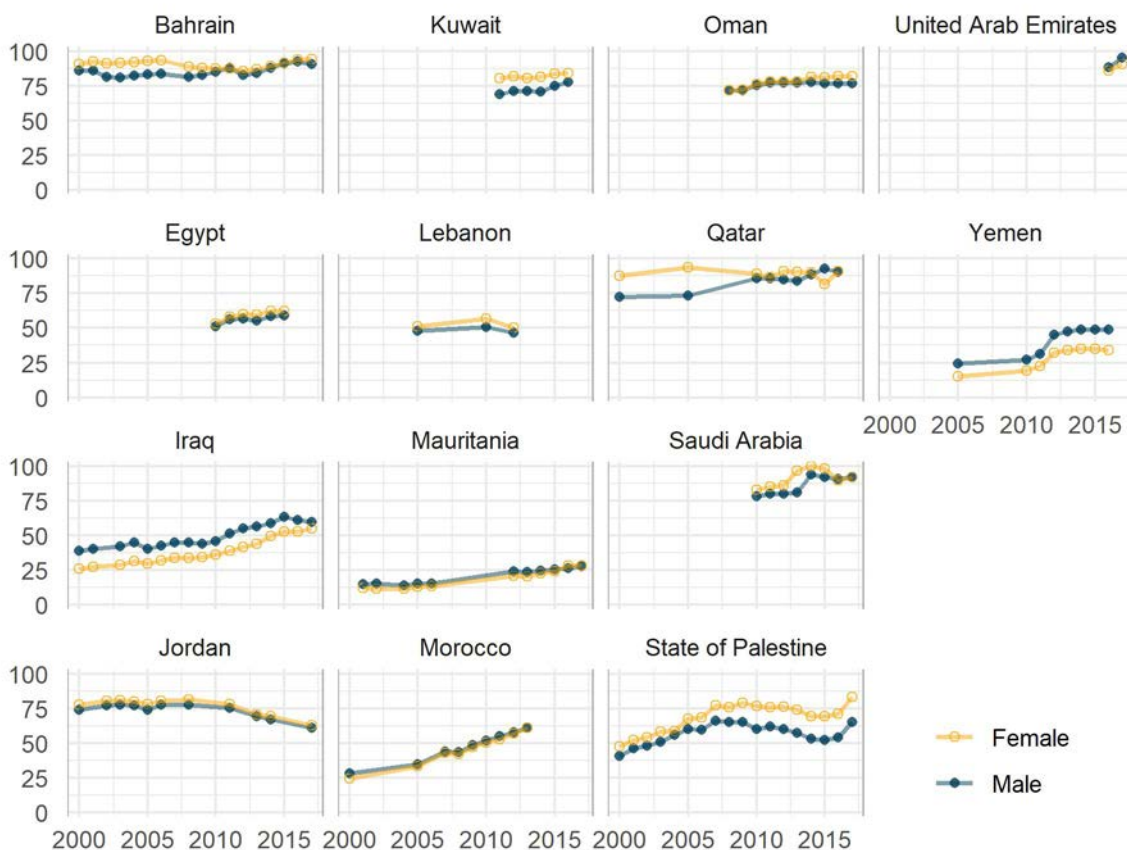 Bahrain Kuwait Oman United Arab Emirates
100
75
50
25
0
Egypt Lebanon Qatar Yemen
100
75
50
25
0
2000 2005 2010 2015
Iraq Mauritania Saudi Arabia
100
75
50
25
0
Jordan Morocco State of Palestine
100
75
50
25
0
Female
Male
2000 2005 2010 2015 2000 2005 2010 2015 2000 2005 2010 2015